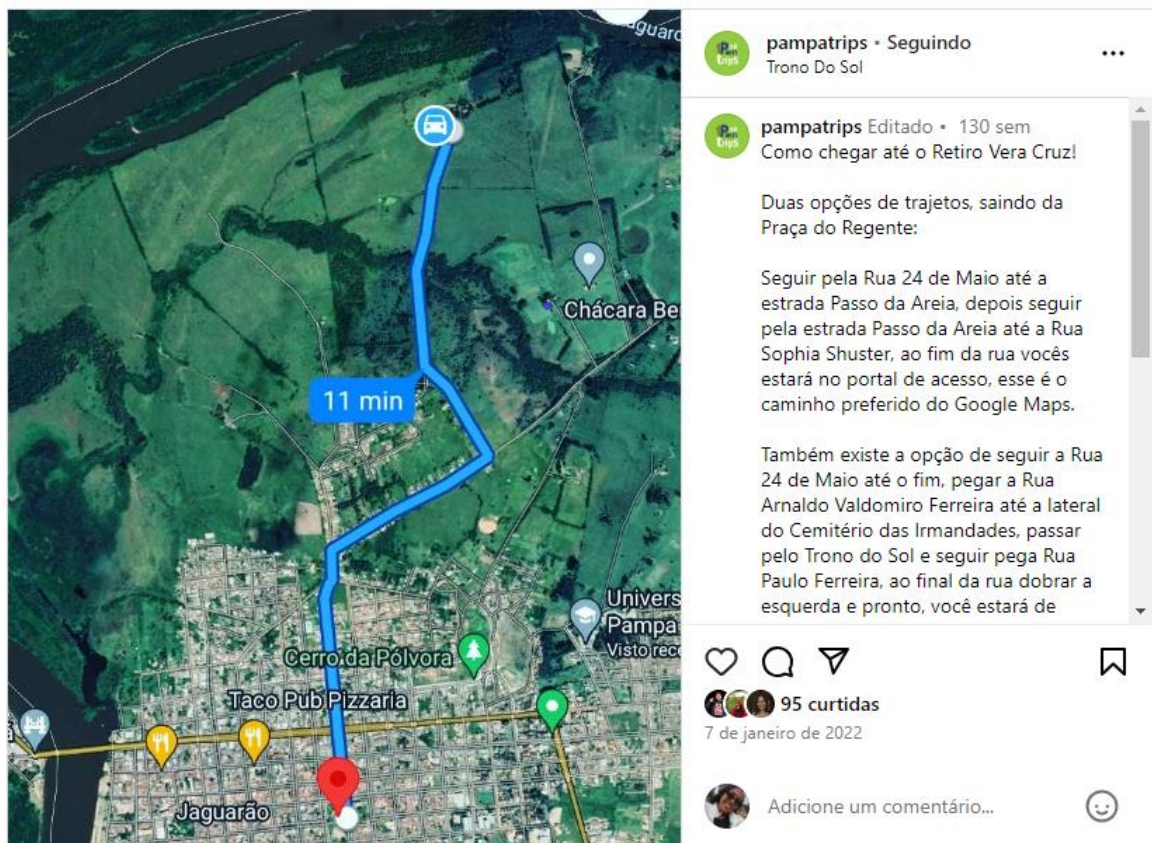 aguarc
Chácara Be
11 min
Univers
Pampa
Visto rece
Cerro da Pólvora
Taco Pub Pizzaria
Jaguarão
pampatrips • Seguindo
Trono Do Sol
pampatrips Editado • 130 sem
Como chegar até o Retiro Vera Cruz!
Duas opções de trajetos, saindo da
Praça do Regente:
Seguir pela Rua 24 de Maio até a
estrada Passo da Areia, depois seguir
pela estrada Passo da Areia até a Rua
Sophia Shuster, ao fim da rua vocês
estará no portal de acesso, esse é o
caminho preferido do Google Maps.
Também existe a opção de seguir a Rua
24 de Maio até o fim, pegar a Rua
Arnaldo Valdomiro Ferreira até a lateral
do Cemitério das Irmandades, passar
pelo Trono do Sol e seguir pega Rua
Paulo Ferreira, ao final da rua dobrar a
esquerda e pronto, você estará de
95 curtidas
7 de janeiro de 2022
Adicione um comentário...